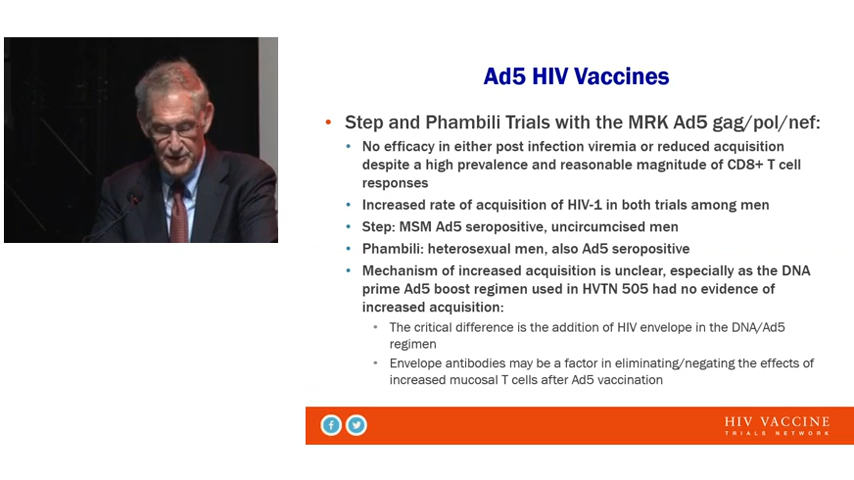 Ad5 HIV Vaccines
• Step and Phambili Trials with the MRK Ad5 gag/pol/nef:
• No efficacy in either post infection viremia or reduced acquisition
despite a high prevalence and reasonable magnitude of CD8+ T cell
responses
• Increased rate of acquisition of HIV-1 in both trials among men
• Step: MSM Ad5 seropositive, uncircumcised men
• Phambili: heterosexual men, also Ad5 seropositive
• Mechanism of increased acquisition is unclear, especially as the DNA
prime Ad5 boost regimen used in HVTN 505 had no evidence of
increased acquisition:
• The critical difference is the addition of HIV envelope in the DNA/Ad5
regimen
• Envelope antibodies may be a factor in eliminating/negating the effects of
increased mucosal T cells after Ad5 vaccination
HIV VACCINE
TRIALS NETWORK